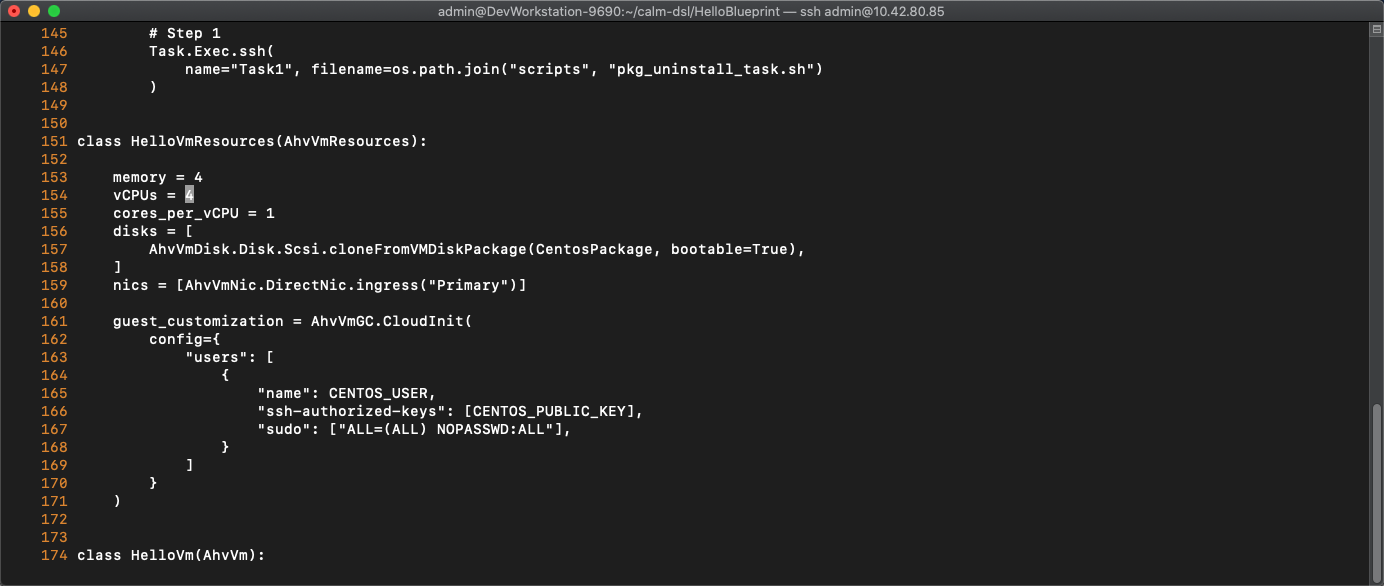 admin@DevWorkstation-9690:~/calm-dsl/HelloBlueprint — ssh admin@10.42.80.85
145         # Step 1
146         Task.Exec.ssh(
147             name="Task1", filename=os.path.join("scripts", "pkg_uninstall_task.sh")
148         )
149
150
151 class HelloVmResources(AhvVmResources):
152
153     memory = 4
154     vCPUs = 4
155     cores_per_vCPU = 1
156     disks = [
157         AhvVmDisk.Disk.Scsi.cloneFromVMDiskPackage(CentosPackage, bootable=True),
158     ]
159     nics = [AhvVmNic.DirectNic.ingress("Primary")]
160
161     guest_customization = AhvVmGC.CloudInit(
162         config={
163             "users": [
164                 {
165                     "name": CENTOS_USER,
166                     "ssh-authorized-keys": [CENTOS_PUBLIC_KEY],
167                     "sudo": ["ALL=(ALL) NOPASSWD:ALL"],
168                 }
169             ]
170         }
171     )
172
173
174 class HelloVm(AhvVm):